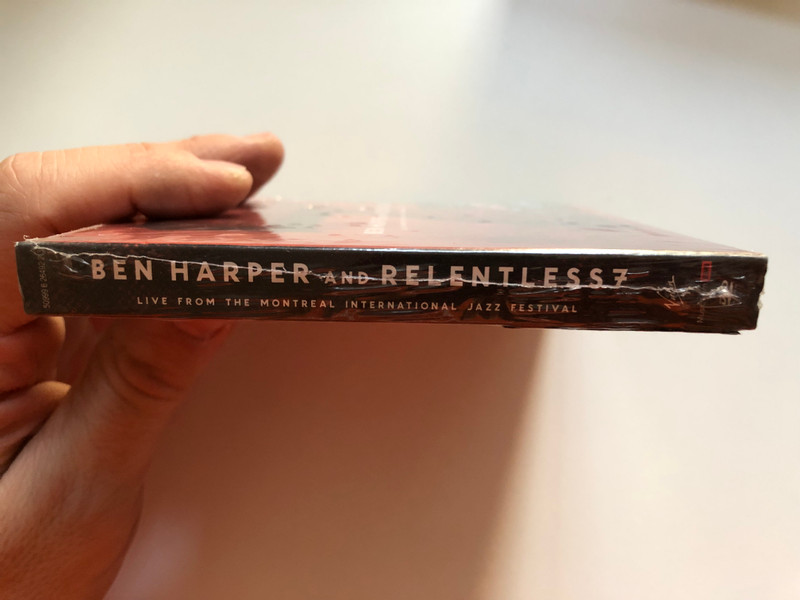 BEN HARPER AND RELENTLESS7
LIVE FROM THE MONTREAL INTERNATIONAL JAZZ FESTIVAL